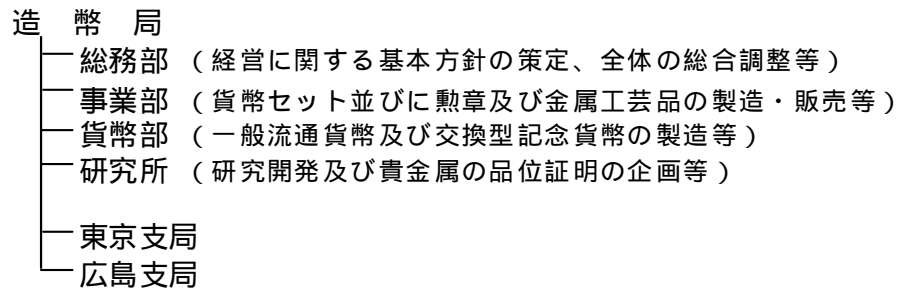 造幣局
総務部（経営に関する基本方針の策定、全体の総合調整等）
事業部（貨幣セット並びに勲章及び金属工芸品の製造・販売等）
貨幣部（一般流通貨幣及び交換型記念貨幣の製造等）
研究所（研究開発及び貴金属の品位証明の企画等）
東京支局
広島支局